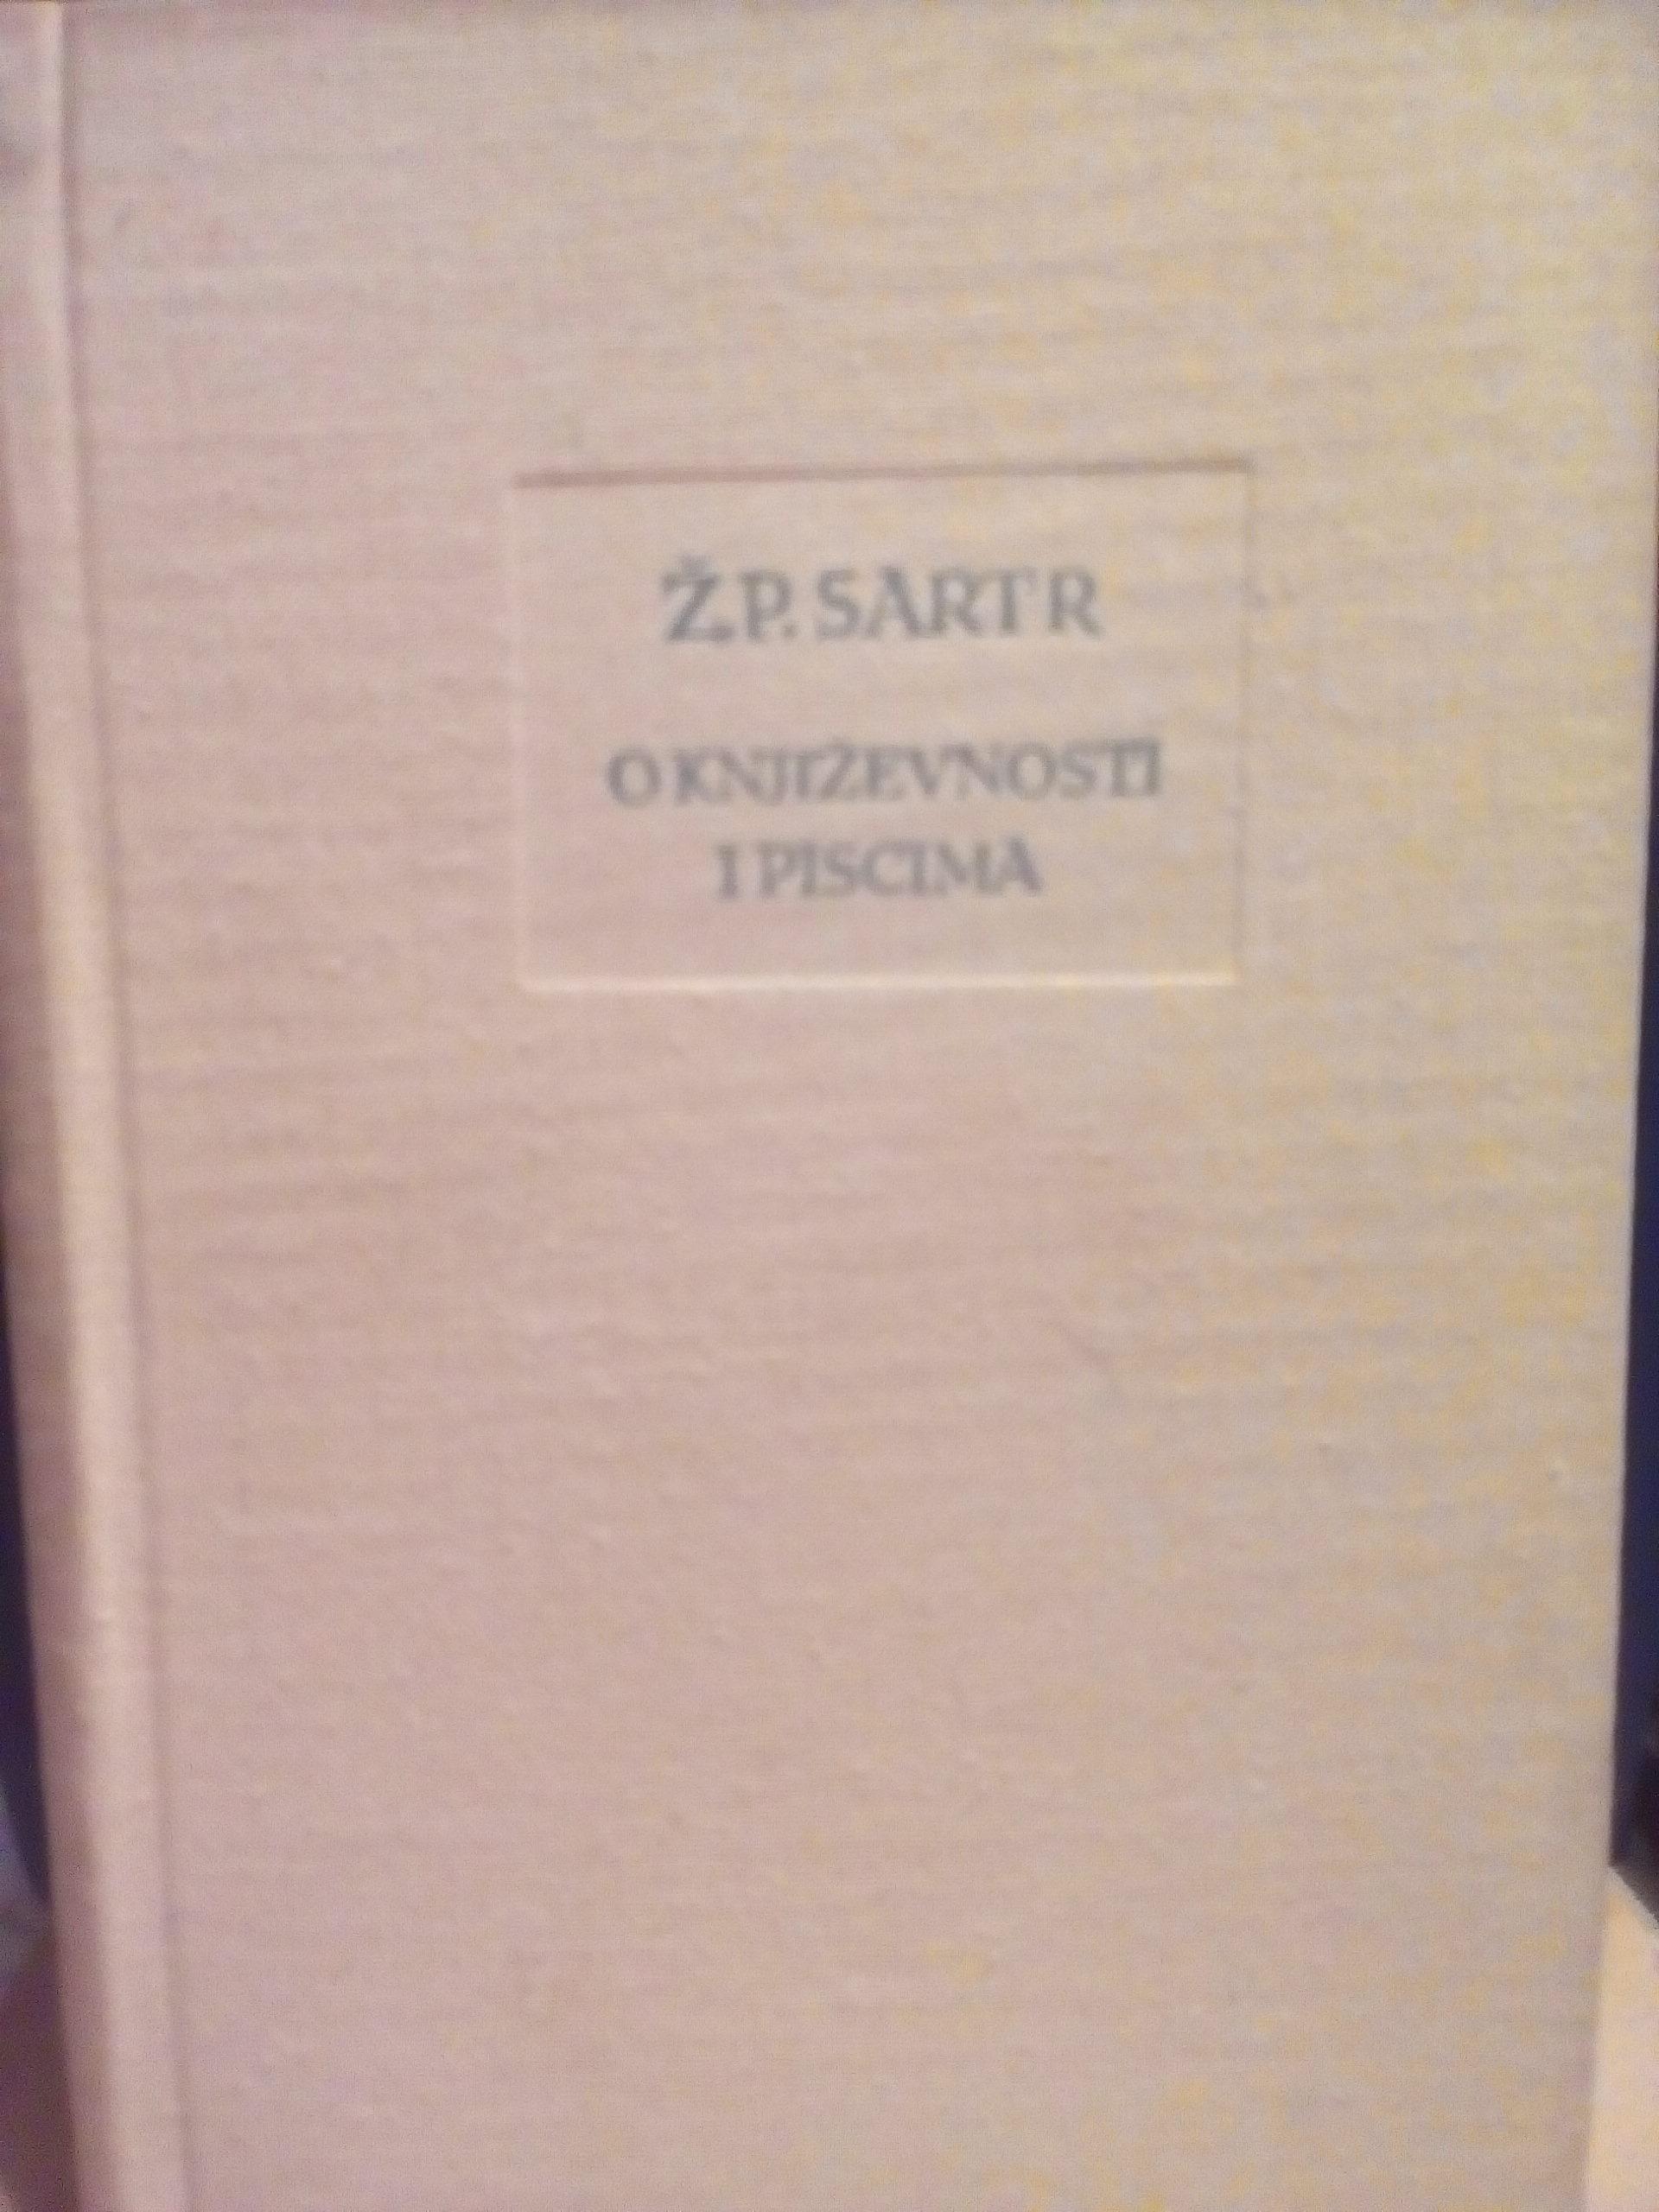 Ž.P. SARTR
O KNJIŽEVNOSTI
I PISCIMA